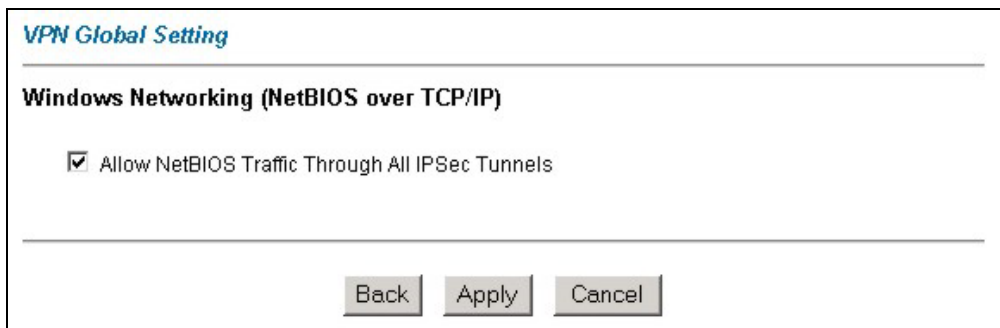 VPN Global Setting
Windows Networking (NetBIOS over TCP/IP)
Allow NetBIOS Traffic Through All IPSec Tunnels
Back Apply Cancel